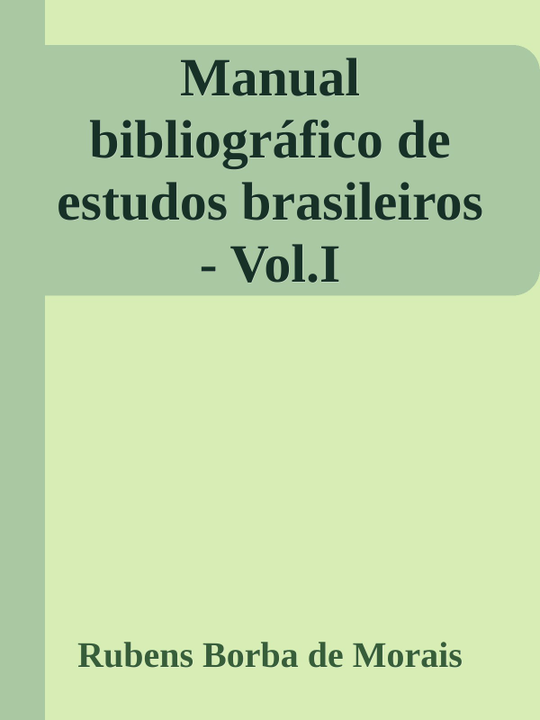 Manual
bibliográfico de
estudos brasileiros
- Vol.I
Rubens Borba de Morais